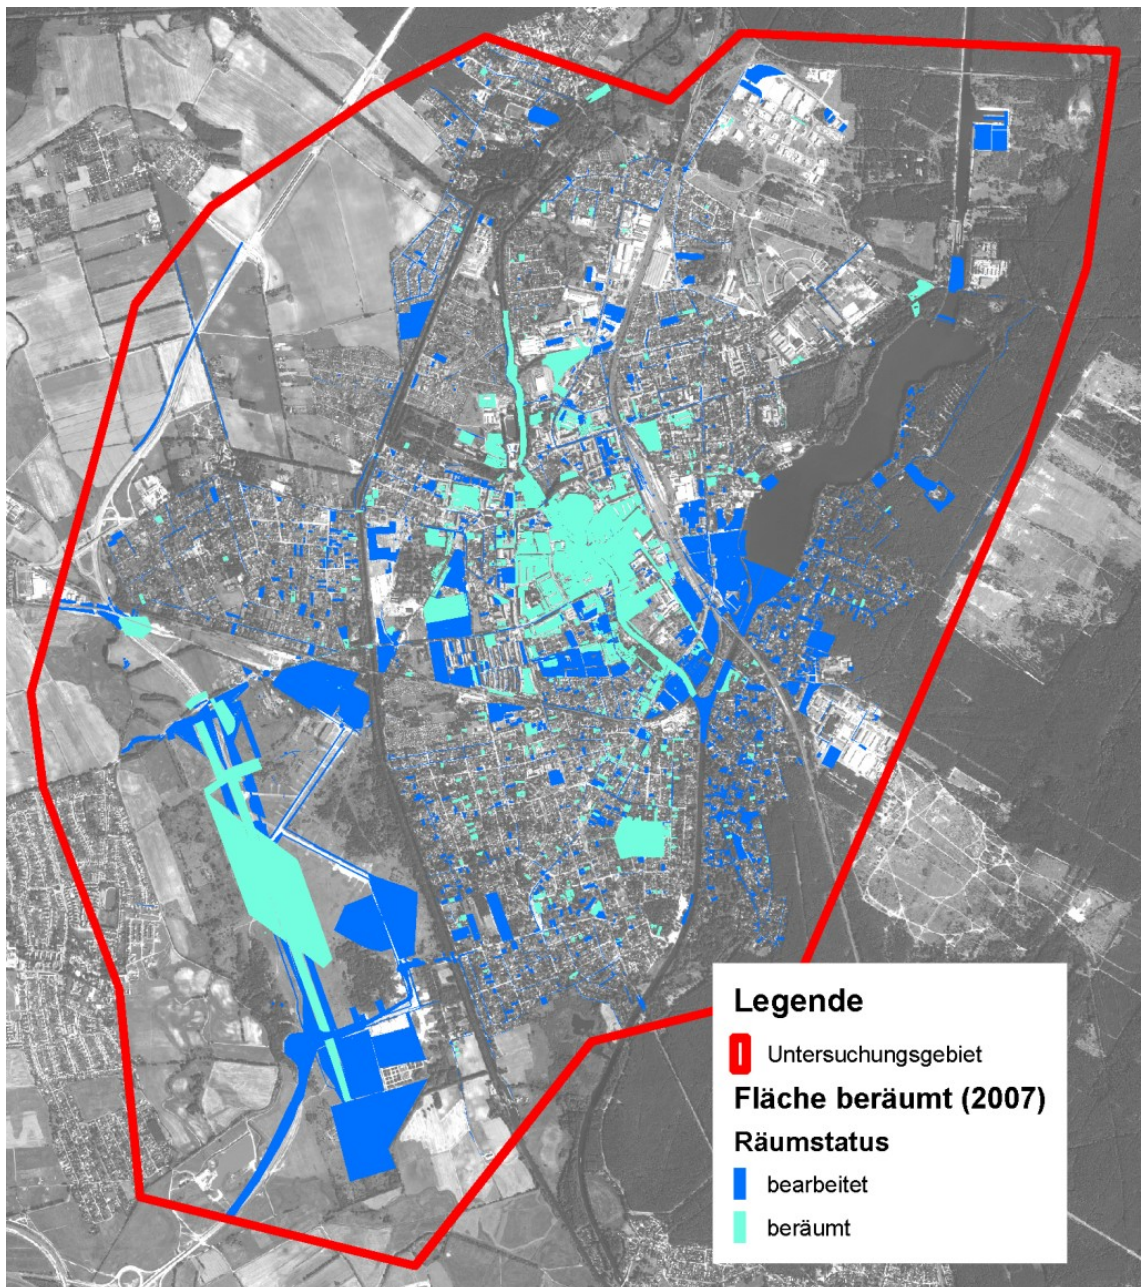 Legende
Untersuchungsgebiet
Fläche beräumt (2007)
Räumstatus
bearbeitet
beräumt